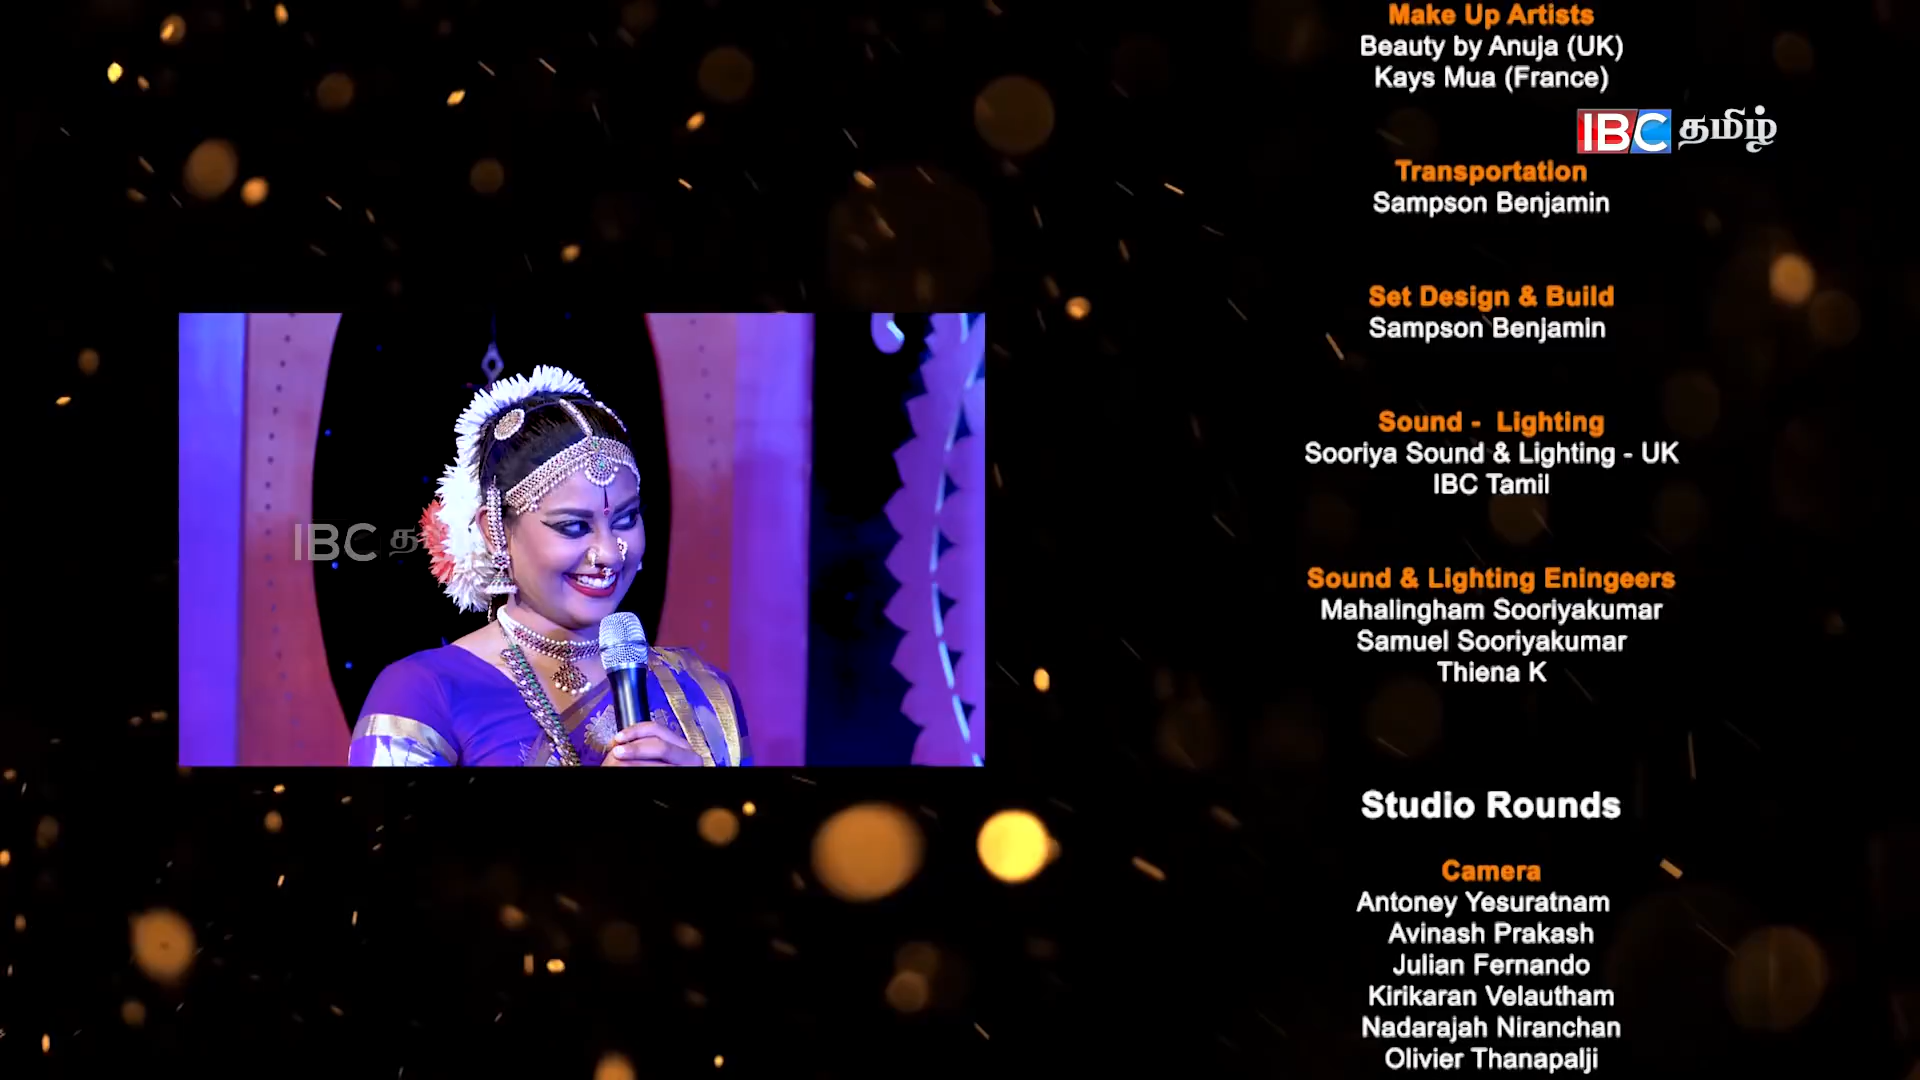 Make Up Artists
Beauty by Anuja (UK)
Kays Mua (France)
IBC தமிழ்
Transportation
Sampson Benjamin
Set Design & Build
Sampson Benjamin
Sound - Lighting
Sooriya Sound & Lighting - UK
IBC Tamil
IBC
Sound & Lighting Eningeers
Mahalingham Sooriyakumar
Samuel Sooriyakumar
Thiena K
Studio Rounds
Camera
Antoney Yesuratnam
Avinash Prakash
Julian Fernando
Kirikaran Velautham
Nadarajah Niranchan
Olivier Thanapalji